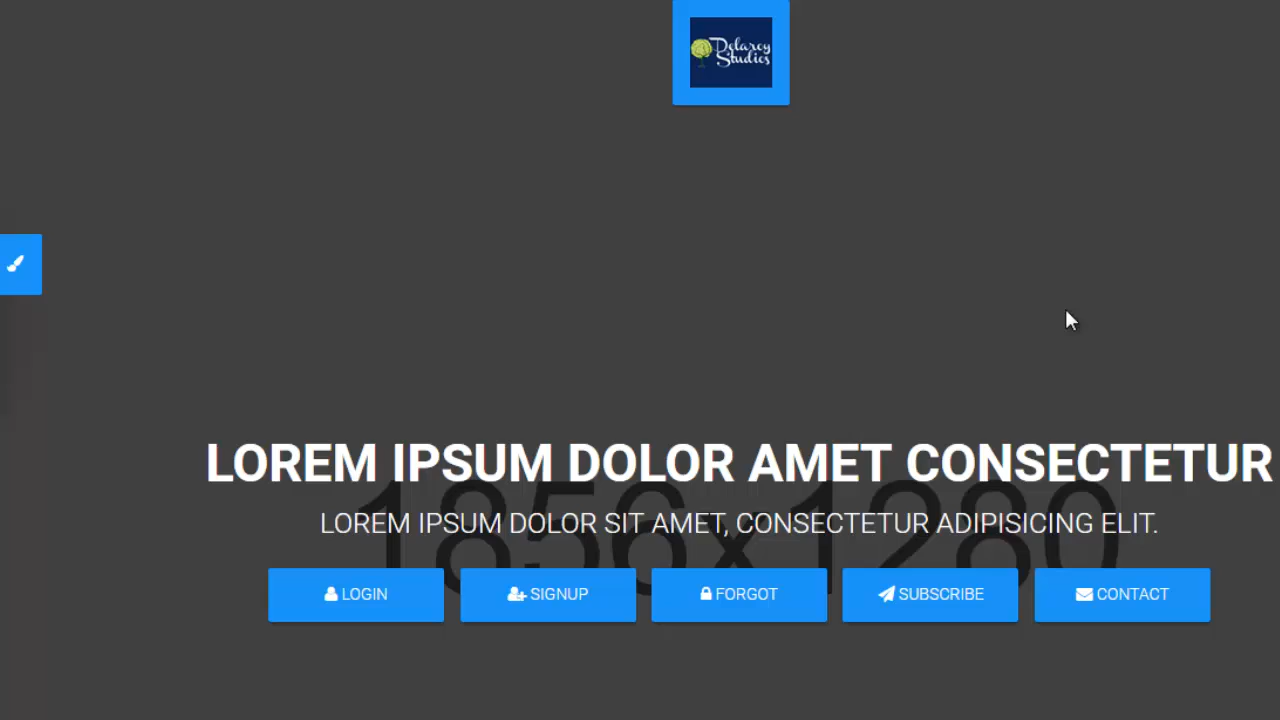 Delarey
Studios
LOREM IPSUM DOLOR AMET CONSECTETUR
1856x1280
LOREM IPSUM DOLOR SIT AMET, CONSECTETUR ADIPISICING ELIT.
LOGIN
SIGNUP
FORGOT
SUBSCRIBE
CONTACT